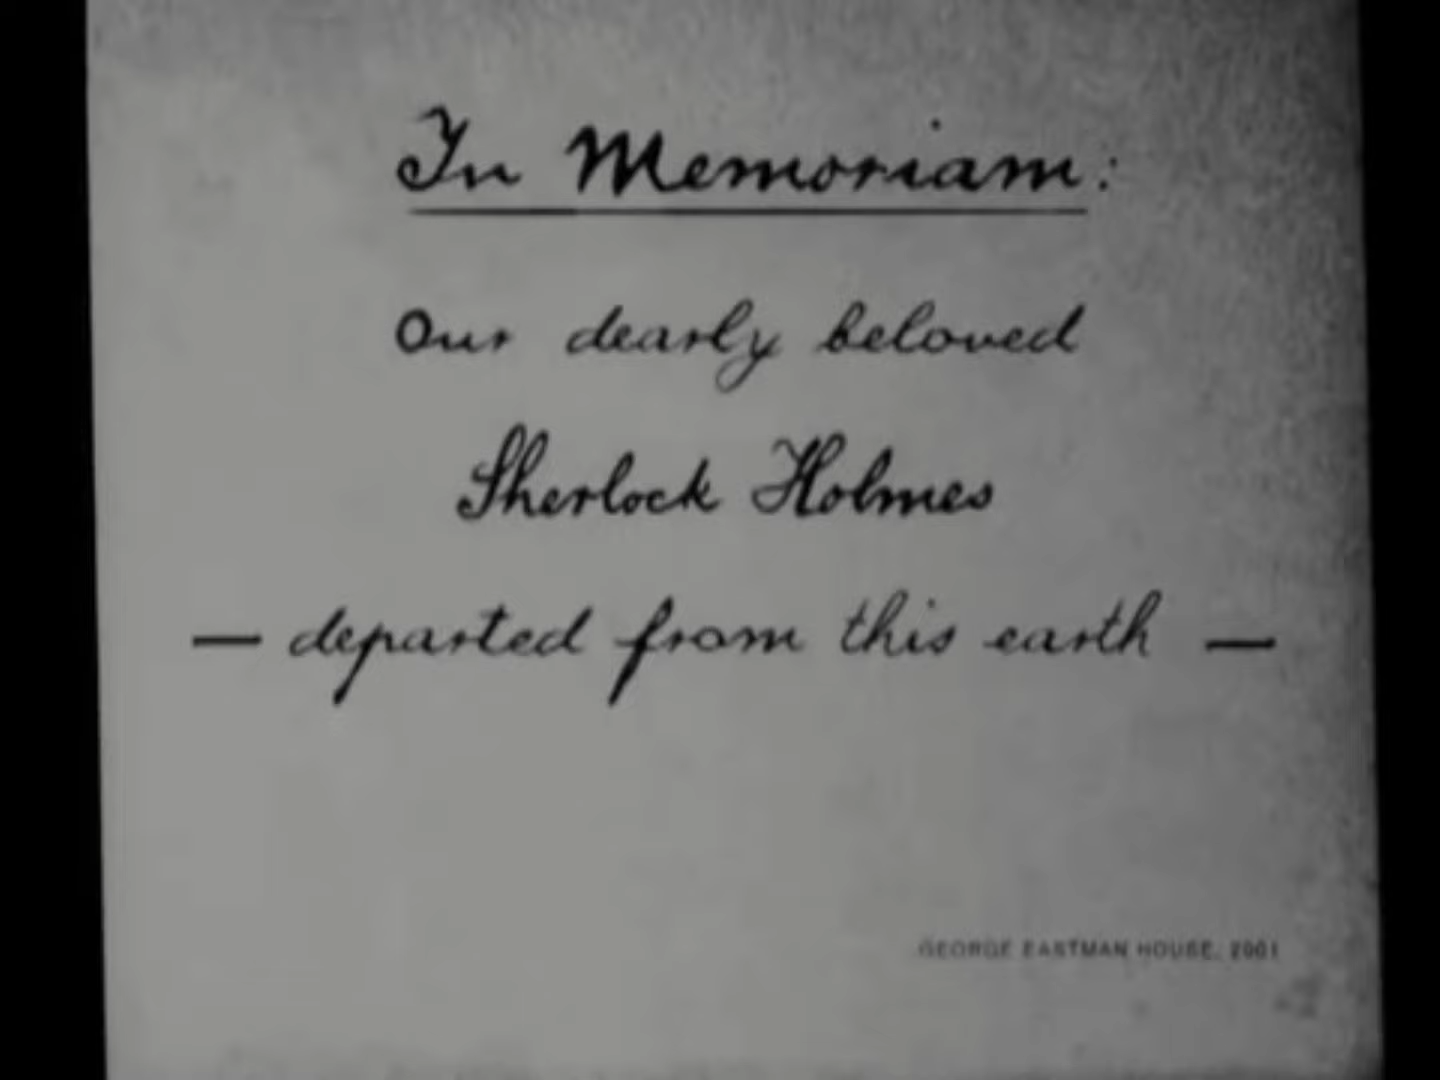 In Memoriam:
Our dearly beloved
Sherlock Holmes
— departed from this earth —
GEORGE EASTMAN HOUSE, 2001